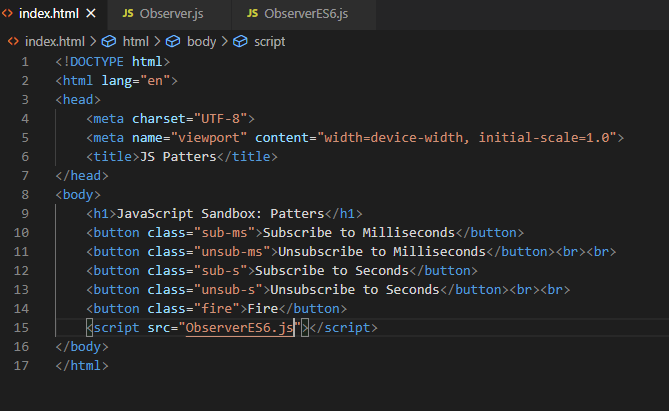 index.html × JS Observer.js JS ObserverES6.js
<> index.html > html > body > script
1 <!DOCTYPE html>
2 <html lang="en">
3 <head>
4 <meta charset="UTF-8">
5 <meta name="viewport" content="width=device-width, initial-scale=1.0">
6 <title>JS Patters</title>
7 </head>
8 <body>
9 <h1>JavaScript Sandbox: Patters</h1>
10 <button class="sub-ms">Subscribe to Milliseconds</button>
11 <button class="unsub-ms">Unsubscribe to Milliseconds</button><br><br>
12 <button class="sub-s">Subscribe to Seconds</button>
13 <button class="unsub-s">Unsubscribe to Seconds</button><br><br>
14 <button class="fire">Fire</button>
15 <script src="ObserverES6.js"></script>
16 </body>
17 </html>